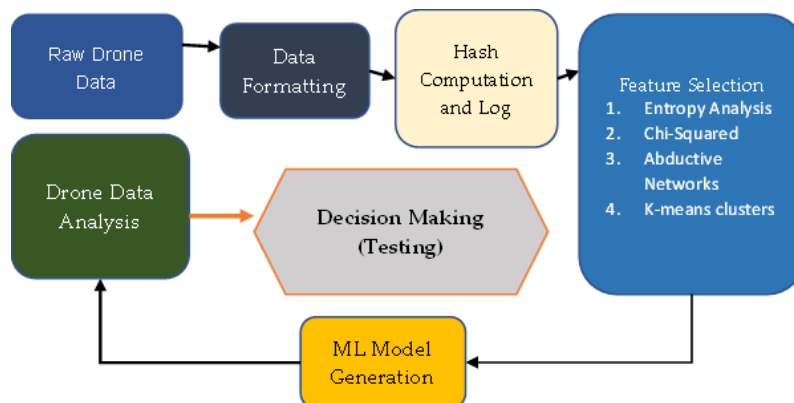 Raw Drone
Data
Data
Formatting
Hash
Computation
and Log
Feature Selection
1. Entropy Analysis
2. Chi-Squared
3. Abductive
Networks
4. K-means clusters
Drone Data
Analysis
Decision Making
(Testing)
ML Model
Generation